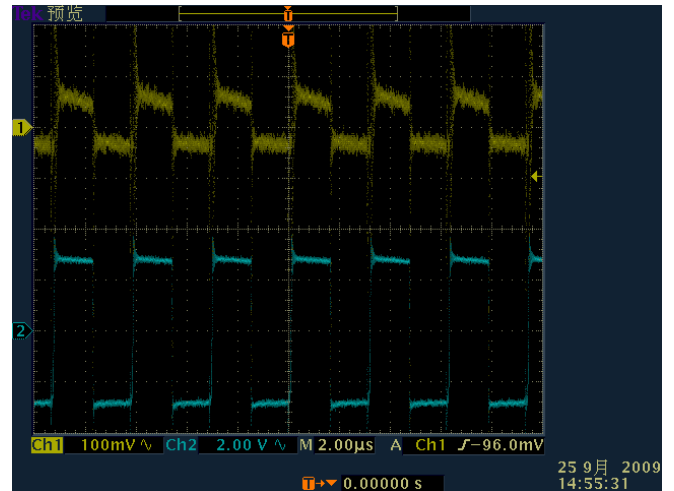 Tek 预览
T
T
1
2
Ch1 100mV ∿ Ch2 2.00 V ∿ M 2.00µs A Ch1 ʃ −96.0mV
T→▼ 0.00000 s
25 9月 2009
14:55:31